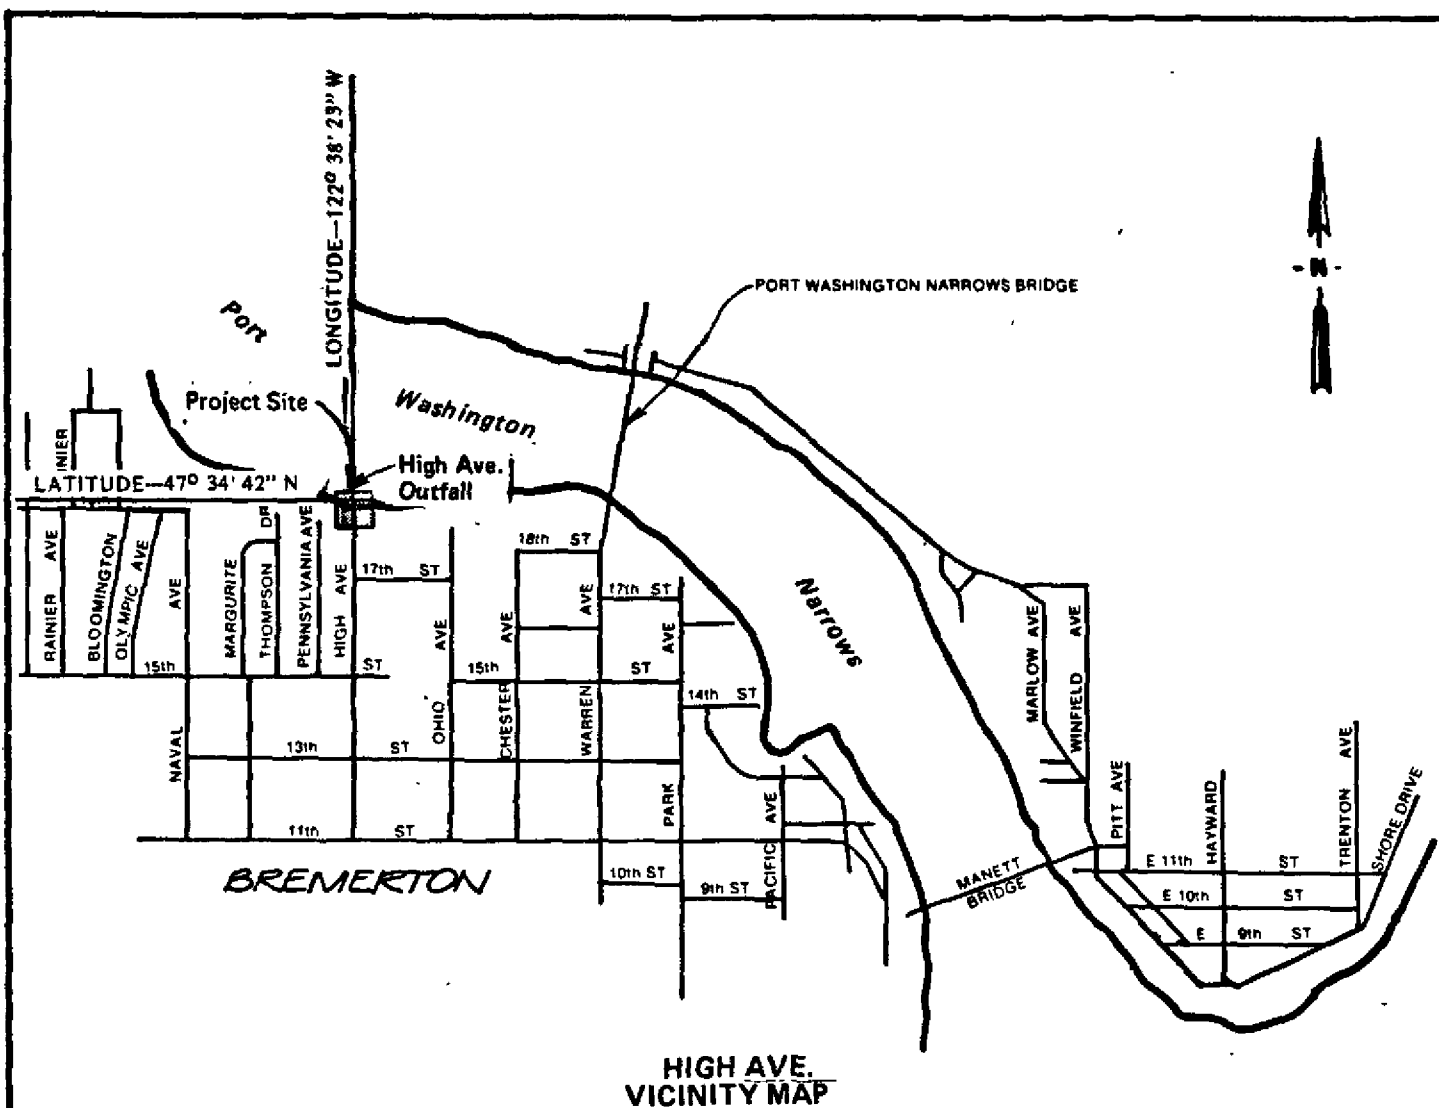 LONGITUDE—122° 38' 23" W
- N -
PORT WASHINGTON NARROWS BRIDGE
Port
Washington
Narrows
Project Site
High Ave.
Outfall
INIER
LATITUDE—47° 34' 42" N
RAINIER AVE
BLOOMINGTON
OLYMPIC AVE
NAVAL AVE
MARGURITE
THOMPSON DR
PENNSYLVANIA AVE
HIGH AVE
OHIO AVE
CHESTER AVE
WARREN AVE
PARK AVE
PACIFIC AVE
18th ST
17th ST
17th ST
15th ST
15th ST
14th ST
13th ST
11th ST
10th ST
9th ST
MARLOW AVE
WINFIELD AVE
PITT AVE
HAYWARD
TRENTON AVE
SHORE DRIVE
MANETT
BRIDGE
E 11th ST
E 10th ST
E 9th ST
BREMERTON
HIGH AVE.
VICINITY MAP